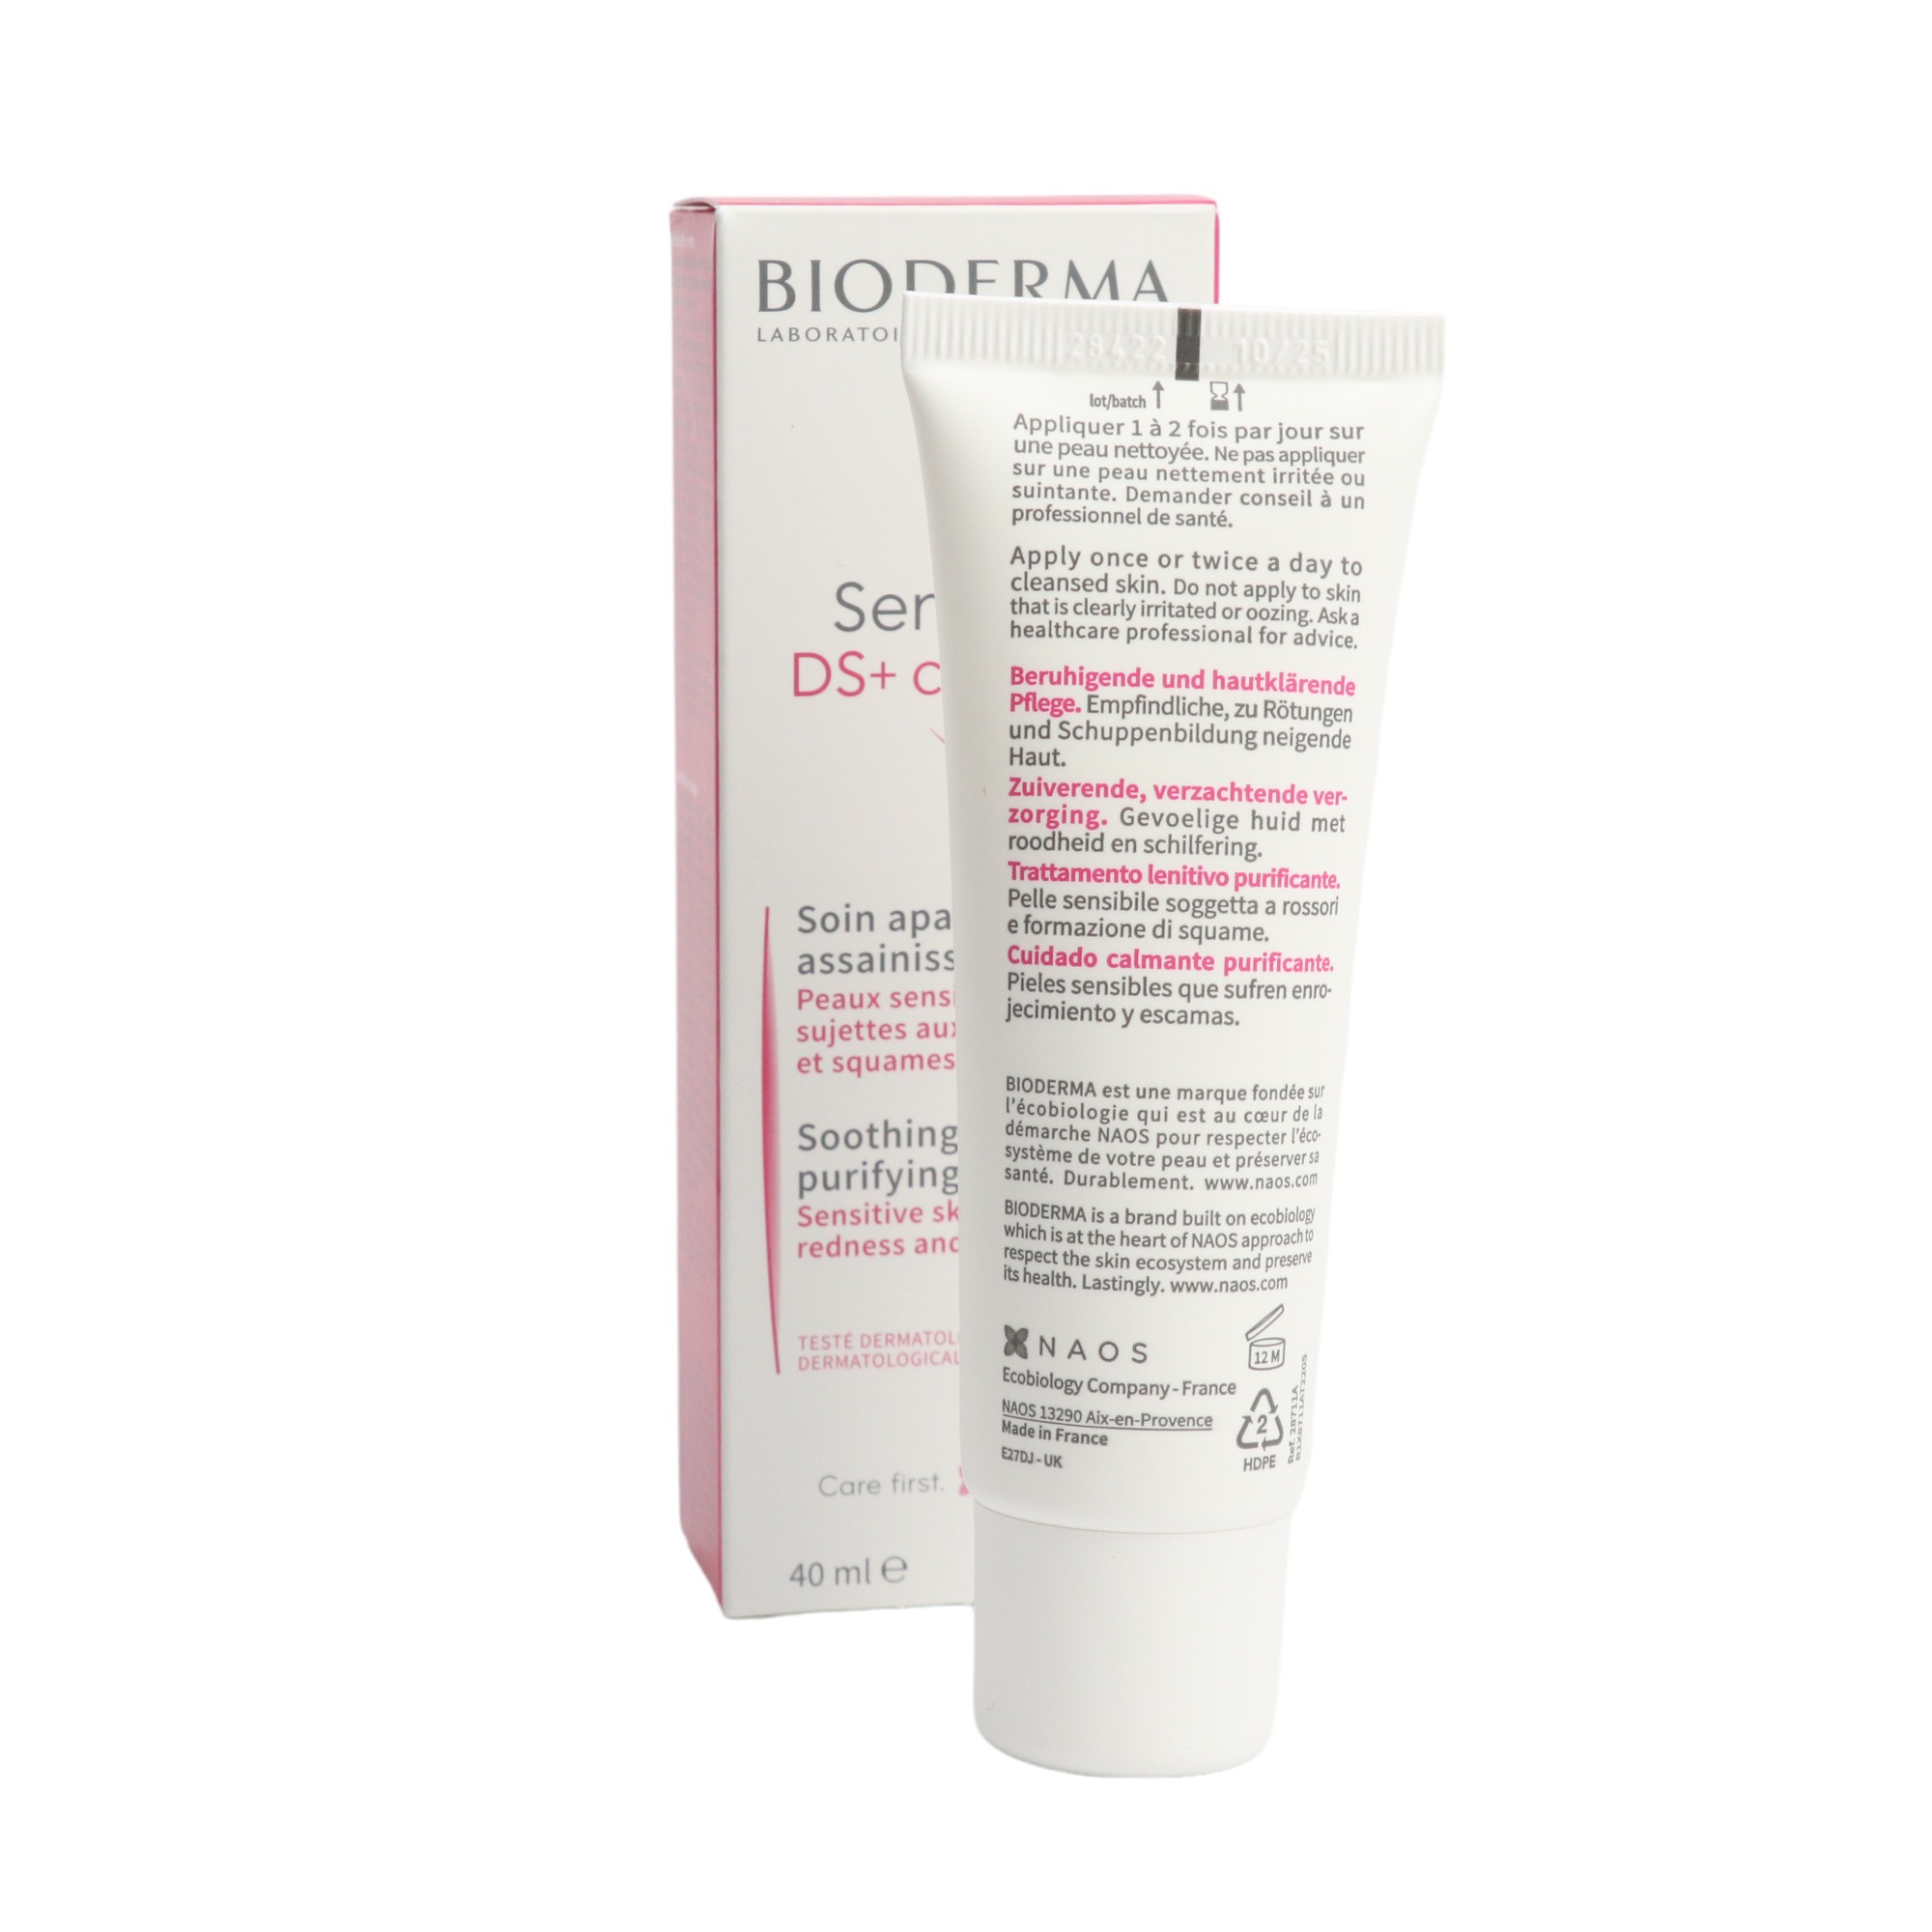 BIODERMA
LABORATOI
Sen
DS+ c
Soin apa
assainiss
Peaux sensi
sujettes aux
et squames
Soothing
purifying
Sensitive sk
redness and
TESTÉ DERMATOLO
DERMATOLOGICAL
Care first.
40 ml e
28422 10/25
lot/batch
Appliquer 1 à 2 fois par jour sur
une peau nettoyée. Ne pas appliquer
sur une peau nettement irritée ou
suintante. Demander conseil à un
professionnel de santé.
Apply once or twice a day to
cleansed skin. Do not apply to skin
that is clearly irritated or oozing. Ask a
healthcare professional for advice.
Beruhigende und hautklärende
Pflege. Empfindliche, zu Rötungen
und Schuppenbildung neigende
Haut.
Zuiverende, verzachtende ver-
zorging. Gevoelige huid met
roodheid en schilfering.
Trattamento lenitivo purificante.
Pelle sensibile soggetta a rossori
e formazione di squame.
Cuidado calmante purificante.
Pieles sensibles que sufren enro-
jecimiento y escamas.
BIODERMA est une marque fondée sur
l'écobiologie qui est au cœur de la
démarche NAOS pour respecter l'éco-
système de votre peau et préserver sa
santé. Durablement. www.naos.com
BIODERMA is a brand built on ecobiology
which is at the heart of NAOS approach to
respect the skin ecosystem and preserve
its health. Lastingly. www.naos.com
NAOS
Ecobiology Company - France
NAOS 13290 Aix-en-Provence
Made in France
E27DJ - UK
12 M
2
HDPE
Ref. 28711A
R1X8711AT2205